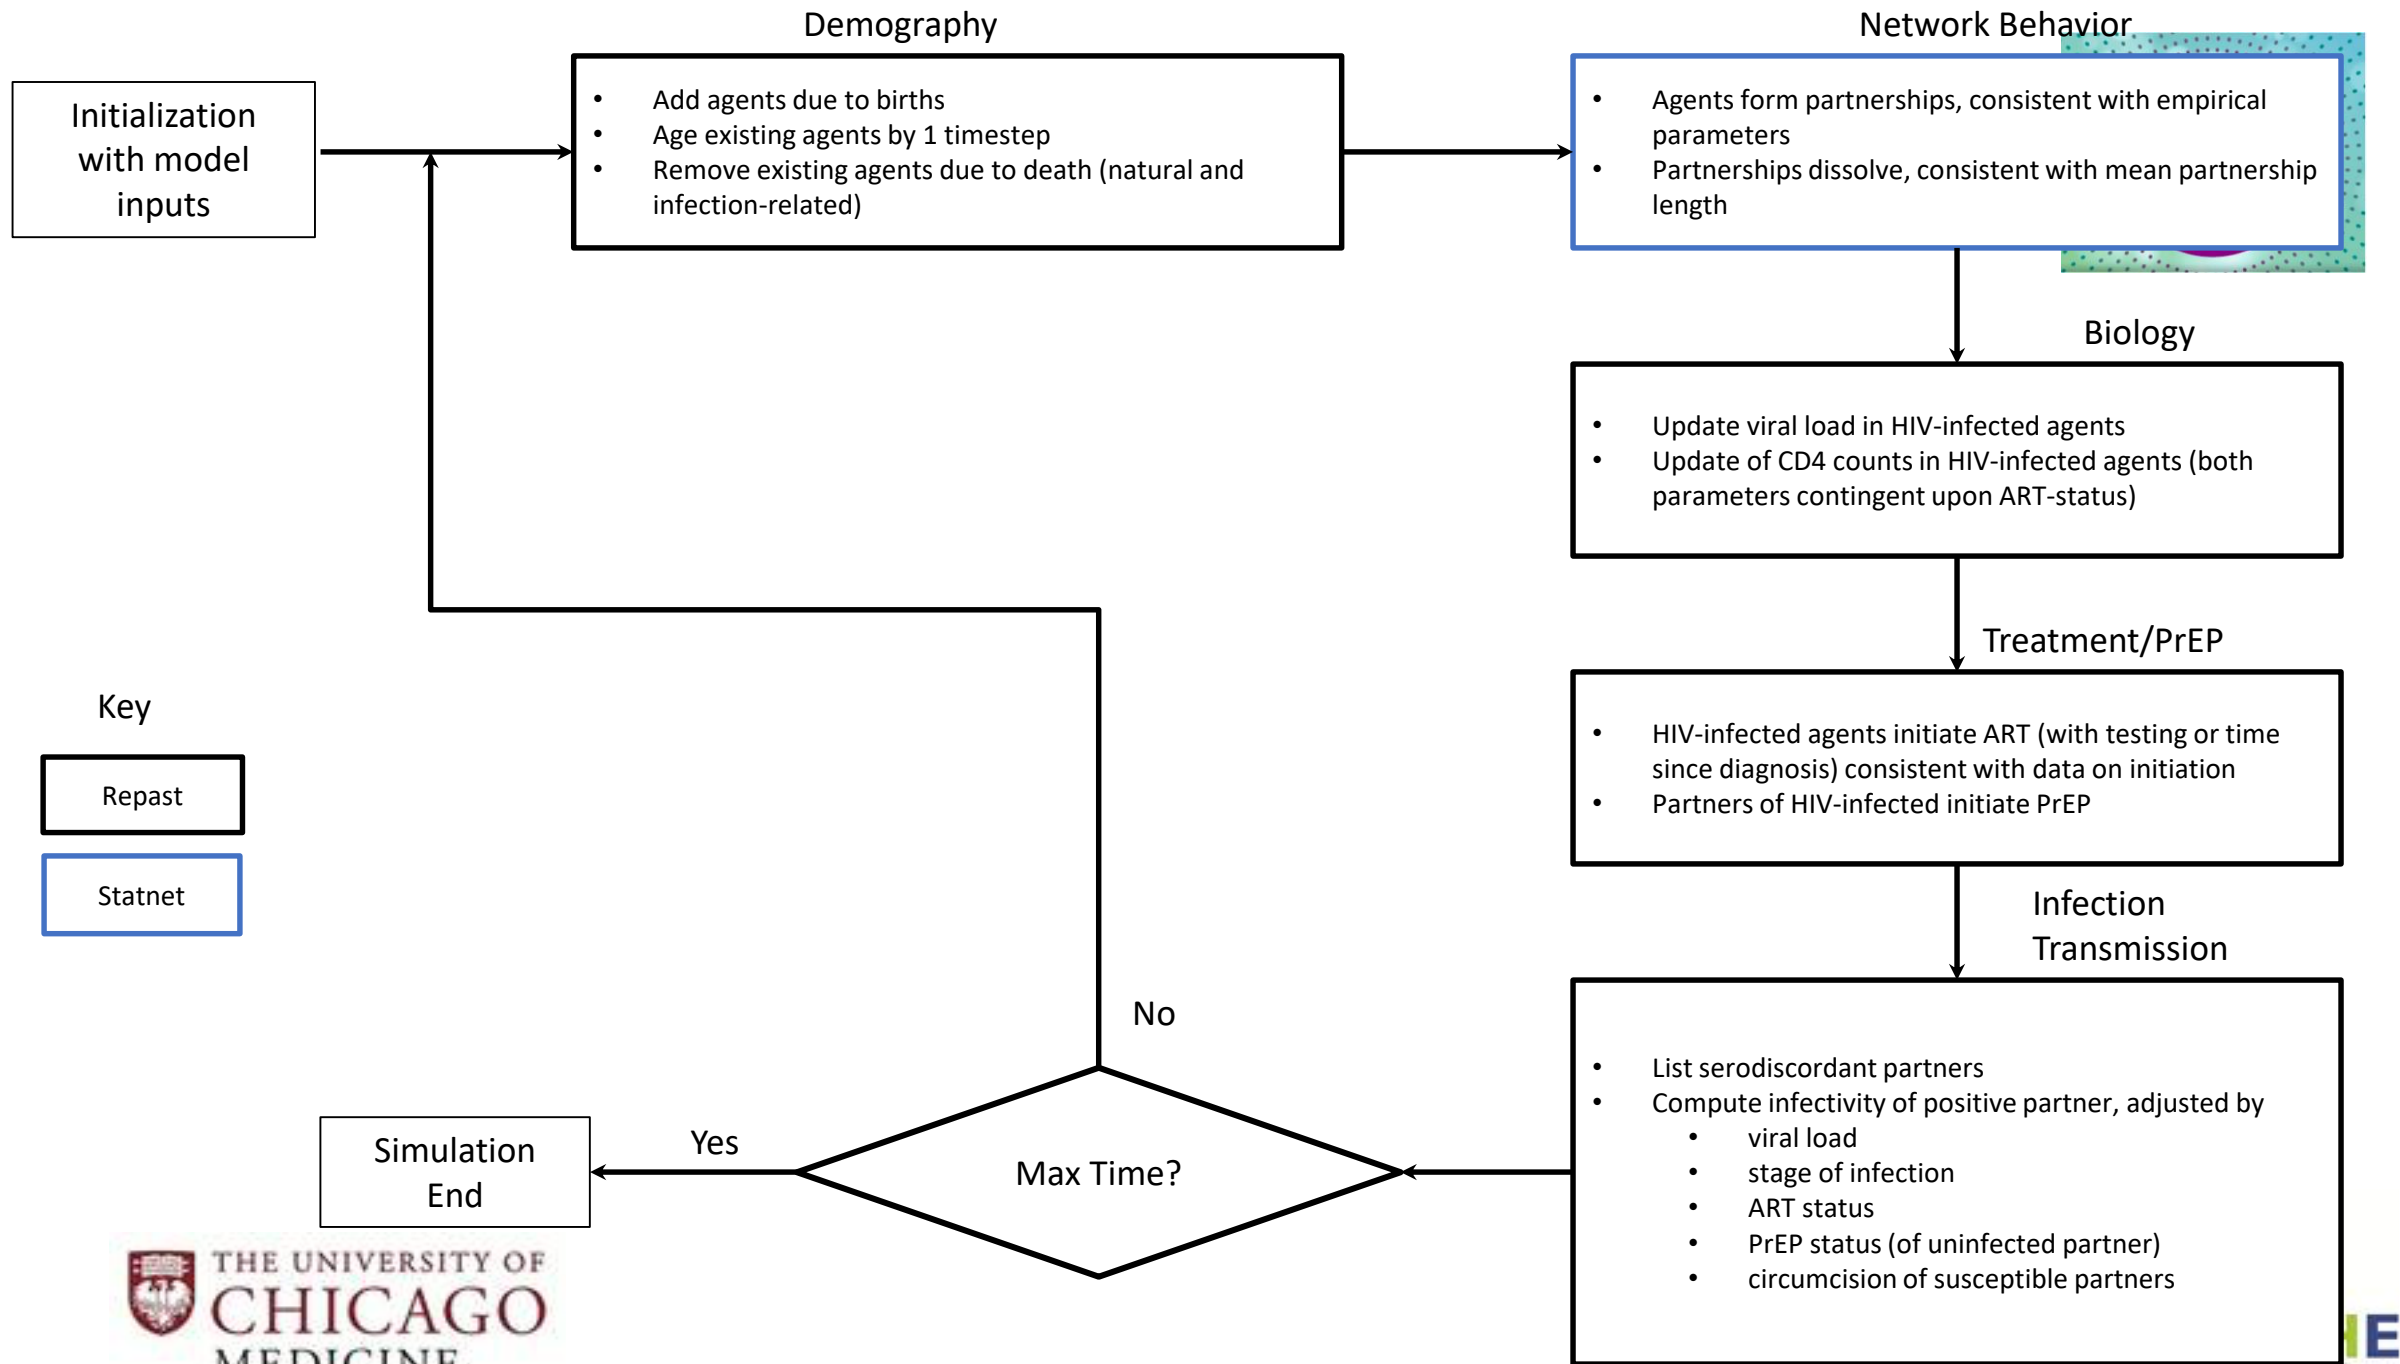 Demography
Network Behavior
Initialization
with model
inputs
• Add agents due to births
• Age existing agents by 1 timestep
• Remove existing agents due to death (natural and
infection-related)
• Agents form partnerships, consistent with empirical
parameters
• Partnerships dissolve, consistent with mean partnership
length
Biology
• Update viral load in HIV-infected agents
• Update of CD4 counts in HIV-infected agents (both
parameters contingent upon ART-status)
Treatment/PrEP
• HIV-infected agents initiate ART (with testing or time
since diagnosis) consistent with data on initiation
• Partners of HIV-infected initiate PrEP
Key
Repast
Statnet
Infection
Transmission
• List serodiscordant partners
• Compute infectivity of positive partner, adjusted by
• viral load
• stage of infection
• ART status
• PrEP status (of uninfected partner)
• circumcision of susceptible partners
No
Max Time?
Yes
Simulation
End
THE UNIVERSITY OF
CHICAGO
MEDICINE